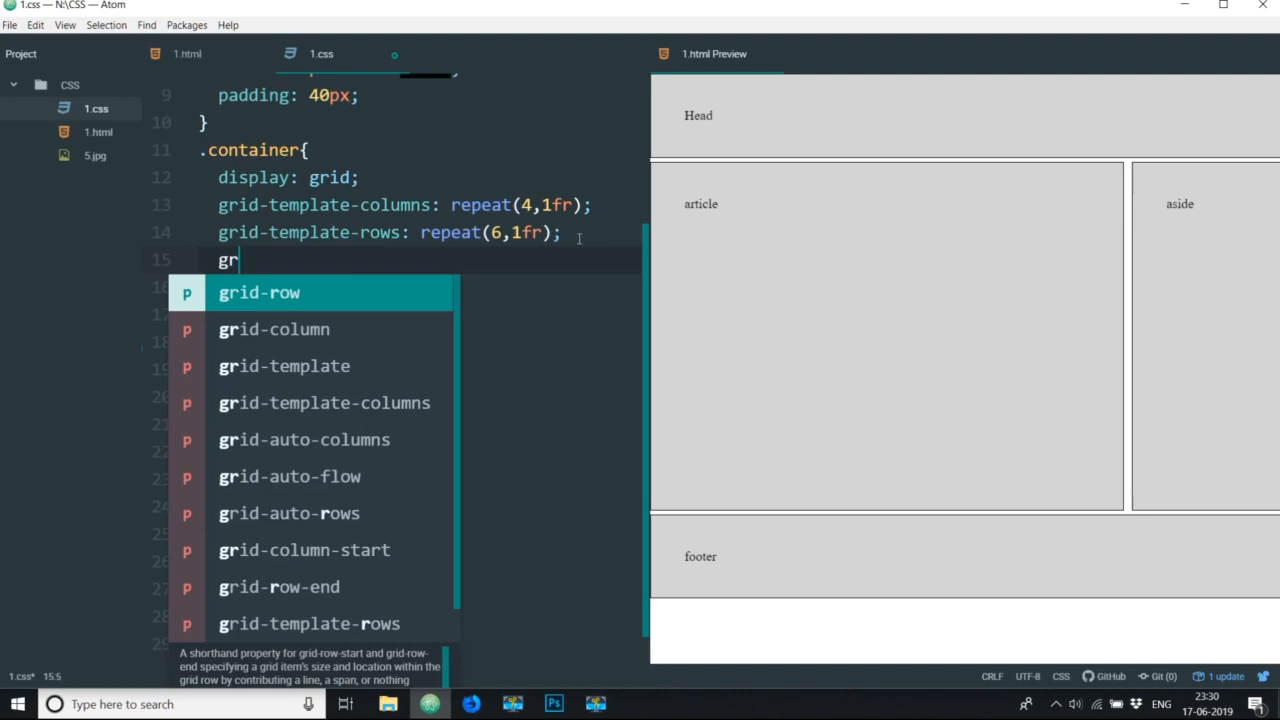 1.css — N:\CSS — Atom
File Edit View Selection Find Packages Help
Project
1.html
1.css
1.html Preview
CSS
1.css
1.html
5.jpg
9 padding: 40px;
10 }
11 .container{
12 display: grid;
13 grid-template-columns: repeat(4,1fr);
14 grid-template-rows: repeat(6,1fr);
15 gr
p grid-row
p grid-column
p grid-template
p grid-template-columns
p grid-auto-columns
p grid-auto-flow
p grid-auto-rows
p grid-column-start
p grid-row-end
p grid-template-rows
A shorthand property for grid-row-start and grid-row-
end specifying a grid item's size and location within the
grid row by contributing a line, a span, or nothing
Head
article
aside
footer
1.css* 15:5
CRLF UTF-8 CSS GitHub Git (0) 1 update
Type here to search
Ps
ENG
23:30
17-06-2019
1